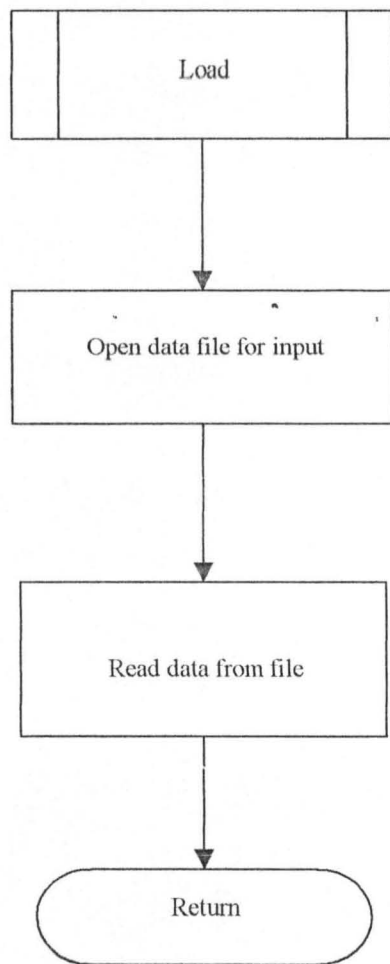 Load
Open data file for input
Read data from file
Return